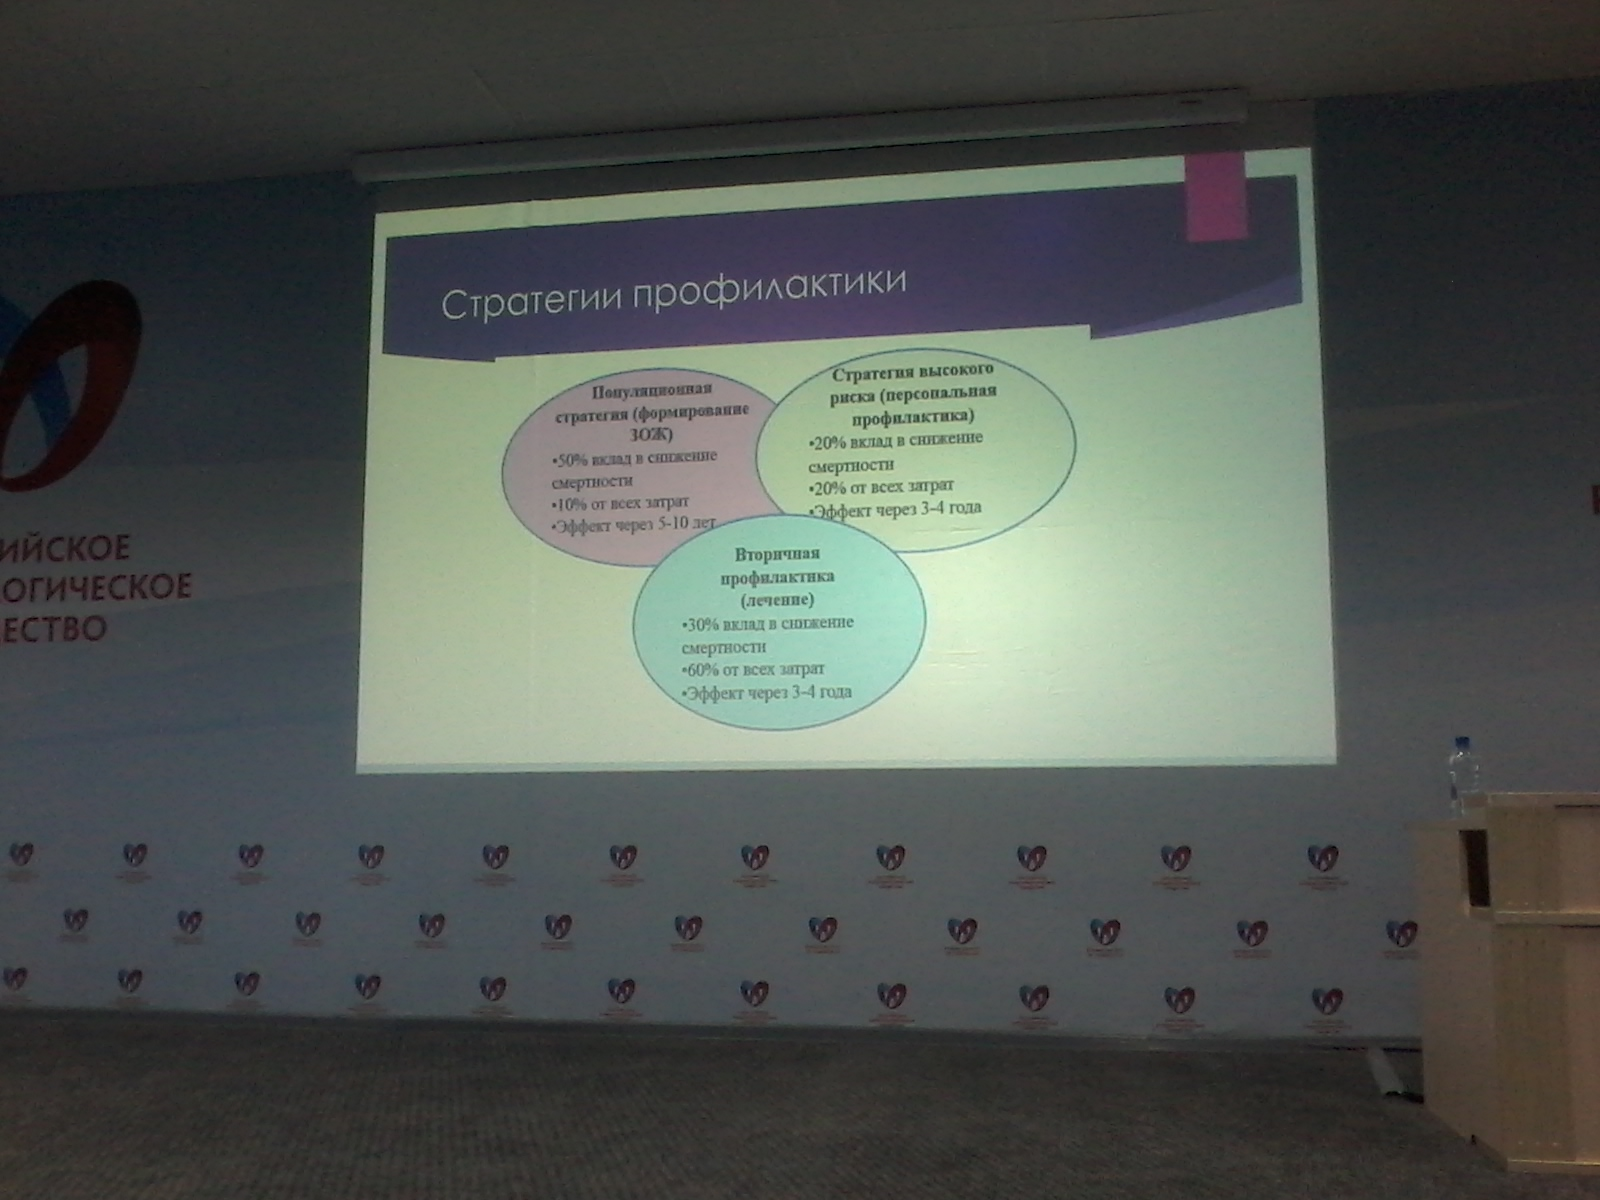 Стратегии профилактики
Популяционная
стратегия (формирование
ЗОЖ)
•50% вклад в снижение
смертности
•10% от всех затрат
•Эффект через 5-10 лет
Стратегия высокого
риска (персональная
профилактика)
•20% вклад в снижение
смертности
•20% от всех затрат
•Эффект через 3-4 года
Вторичная
профилактика
(лечение)
•30% вклад в снижение
смертности
•60% от всех затрат
•Эффект через 3-4 года
ИЙСКОЕ
ОГИЧЕСКОЕ
ЕСТВО